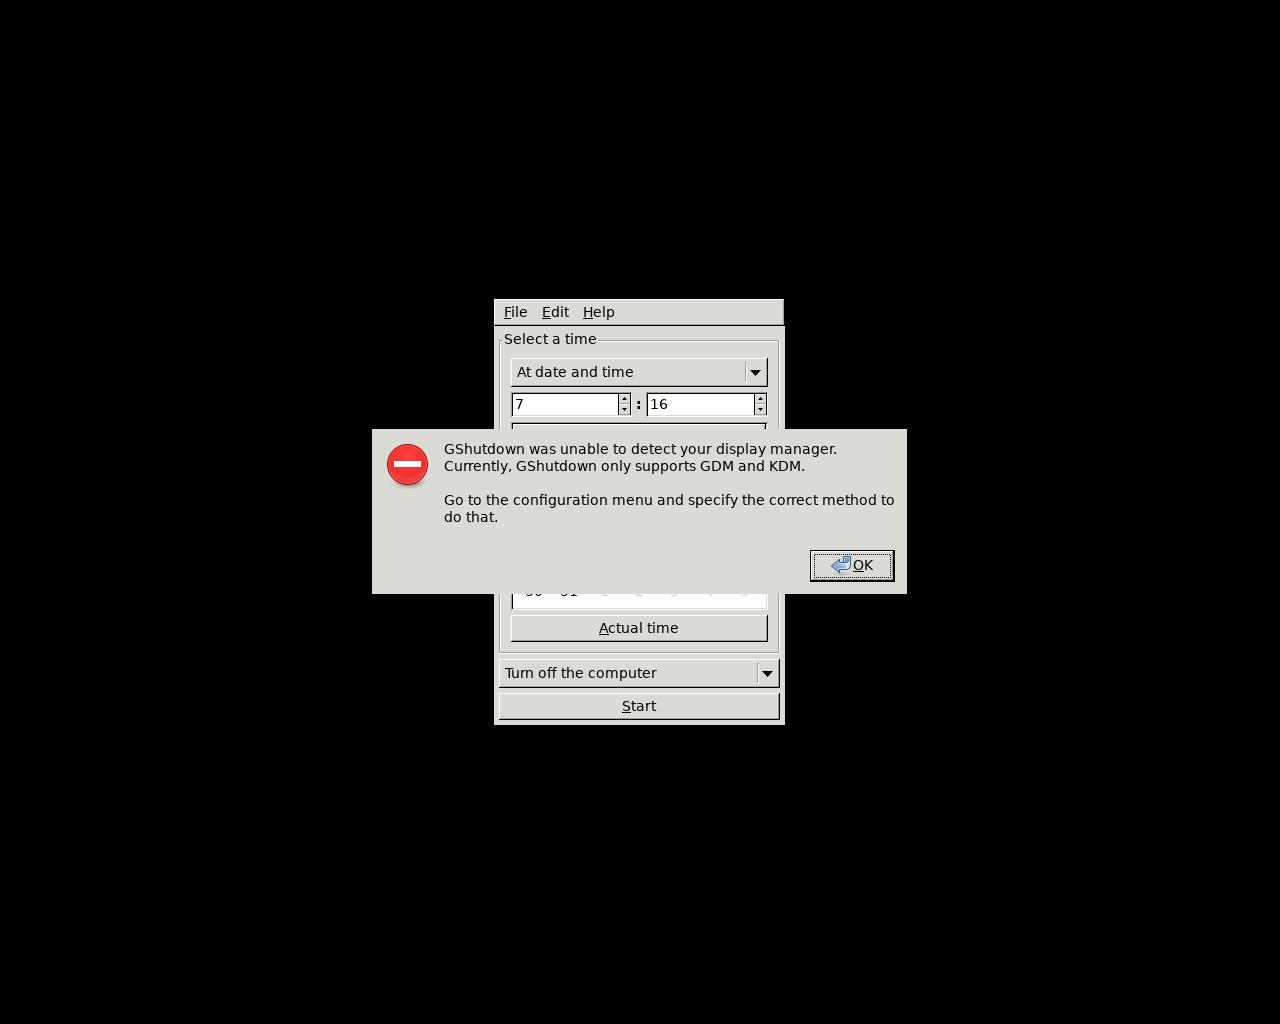 File Edit Help
Select a time
At date and time
7 : 16
GShutdown was unable to detect your display manager.
Currently, GShutdown only supports GDM and KDM.
Go to the configuration menu and specify the correct method to
do that.
OK
Actual time
Turn off the computer
Start